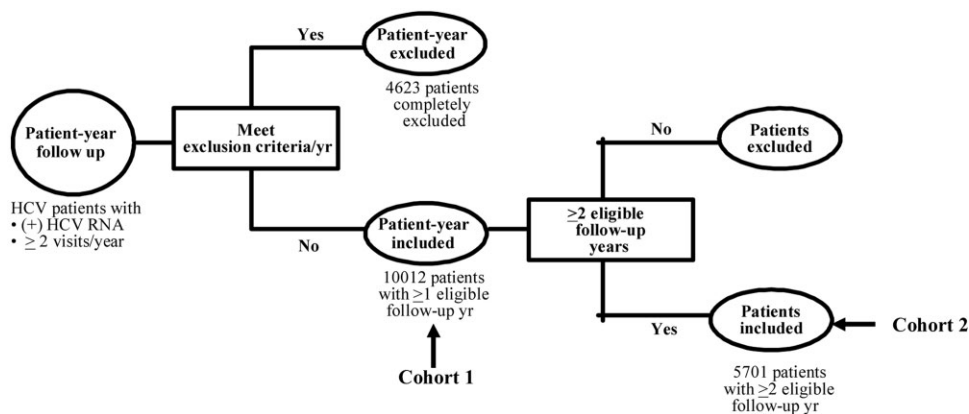 Patient-year
follow up
HCV patients with
• (+) HCV RNA
• ≥ 2 visits/year
Meet
exclusion criteria/yr
Yes
Patient-year
excluded
4623 patients
completely
excluded
No
Patient-year
included
10012 patients
with ≥1 eligible
follow-up yr
Cohort 1
≥2 eligible
follow-up
years
No
Patients
excluded
Yes
Patients
included
Cohort 2
5701 patients
with ≥2 eligible
follow-up yr